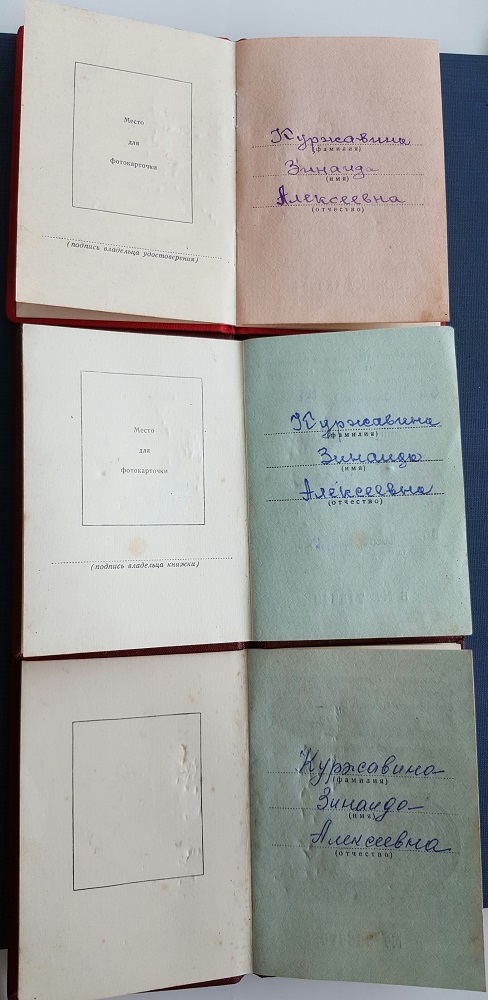 Место
для
фотокарточки
(подпись владельца удостоверения)
Куржавина
(фамилия)
Зинаида
(имя)
Алексеевна
(отчество)
Место
для
фотокарточки
(подпись владельца книжки)
Куржавина
(фамилия)
Зинаида
(имя)
Алексеевна
(отчество)
Куржавина
(фамилия)
Зинаида
(имя)
Алексеевна
(отчество)